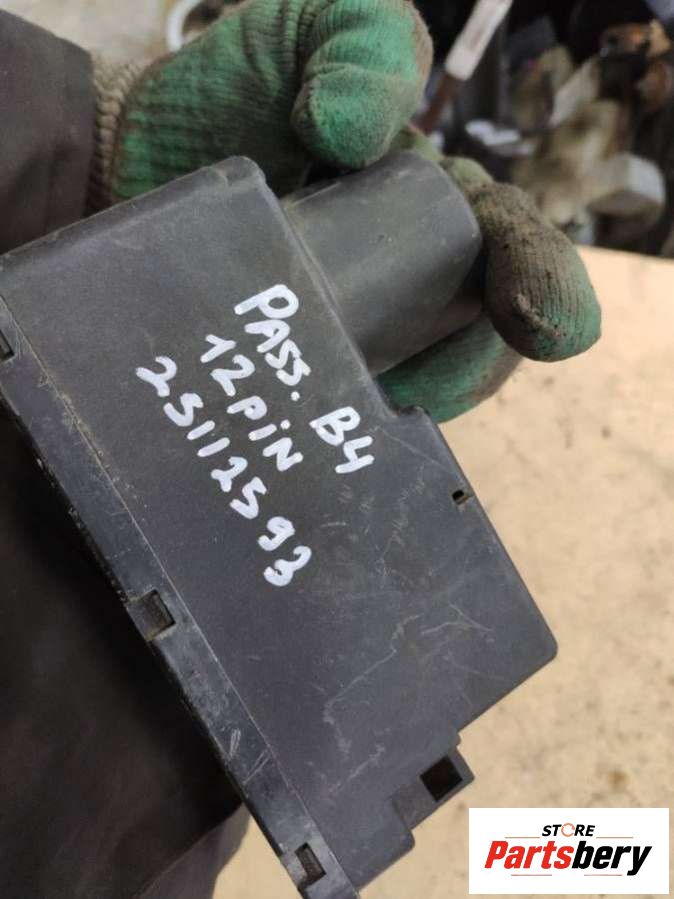 PASS. B4
12PIN
25112593
STORE
Partsbery